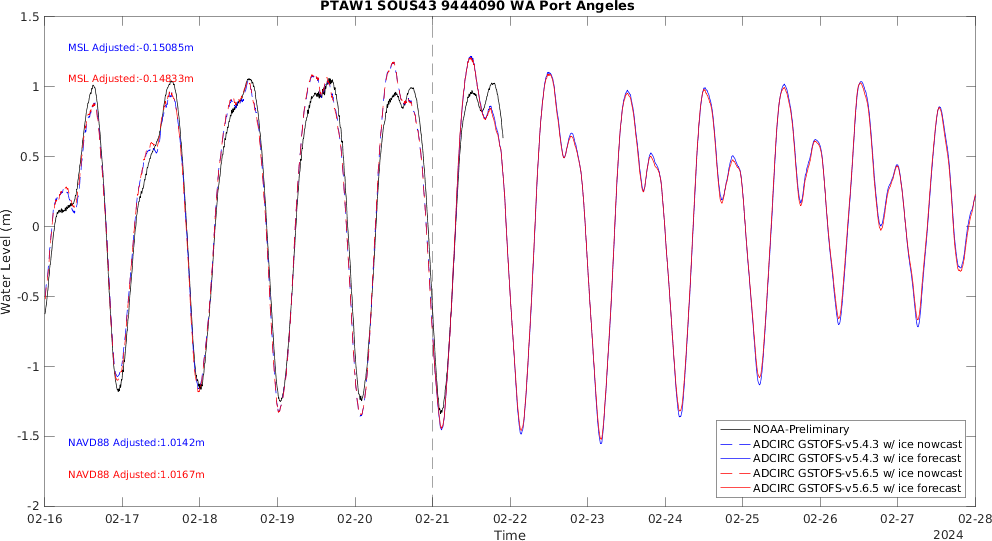 PTAW1 SOUS43 9444090 WA Port Angeles
MSL Adjusted:-0.15085m
MSL Adjusted:-0.14833m
NAVD88 Adjusted:1.0142m
NAVD88 Adjusted:1.0167m
Water Level (m)
1.5
1
0.5
0
-0.5
-1
-1.5
-2
NOAA-Preliminary
ADCIRC GSTOFS-v5.4.3 w/ ice nowcast
ADCIRC GSTOFS-v5.4.3 w/ ice forecast
ADCIRC GSTOFS-v5.6.5 w/ ice nowcast
ADCIRC GSTOFS-v5.6.5 w/ ice forecast
02-16 02-17 02-18 02-19 02-20 02-21 02-22 02-23 02-24 02-25 02-26 02-27 02-28
Time
2024